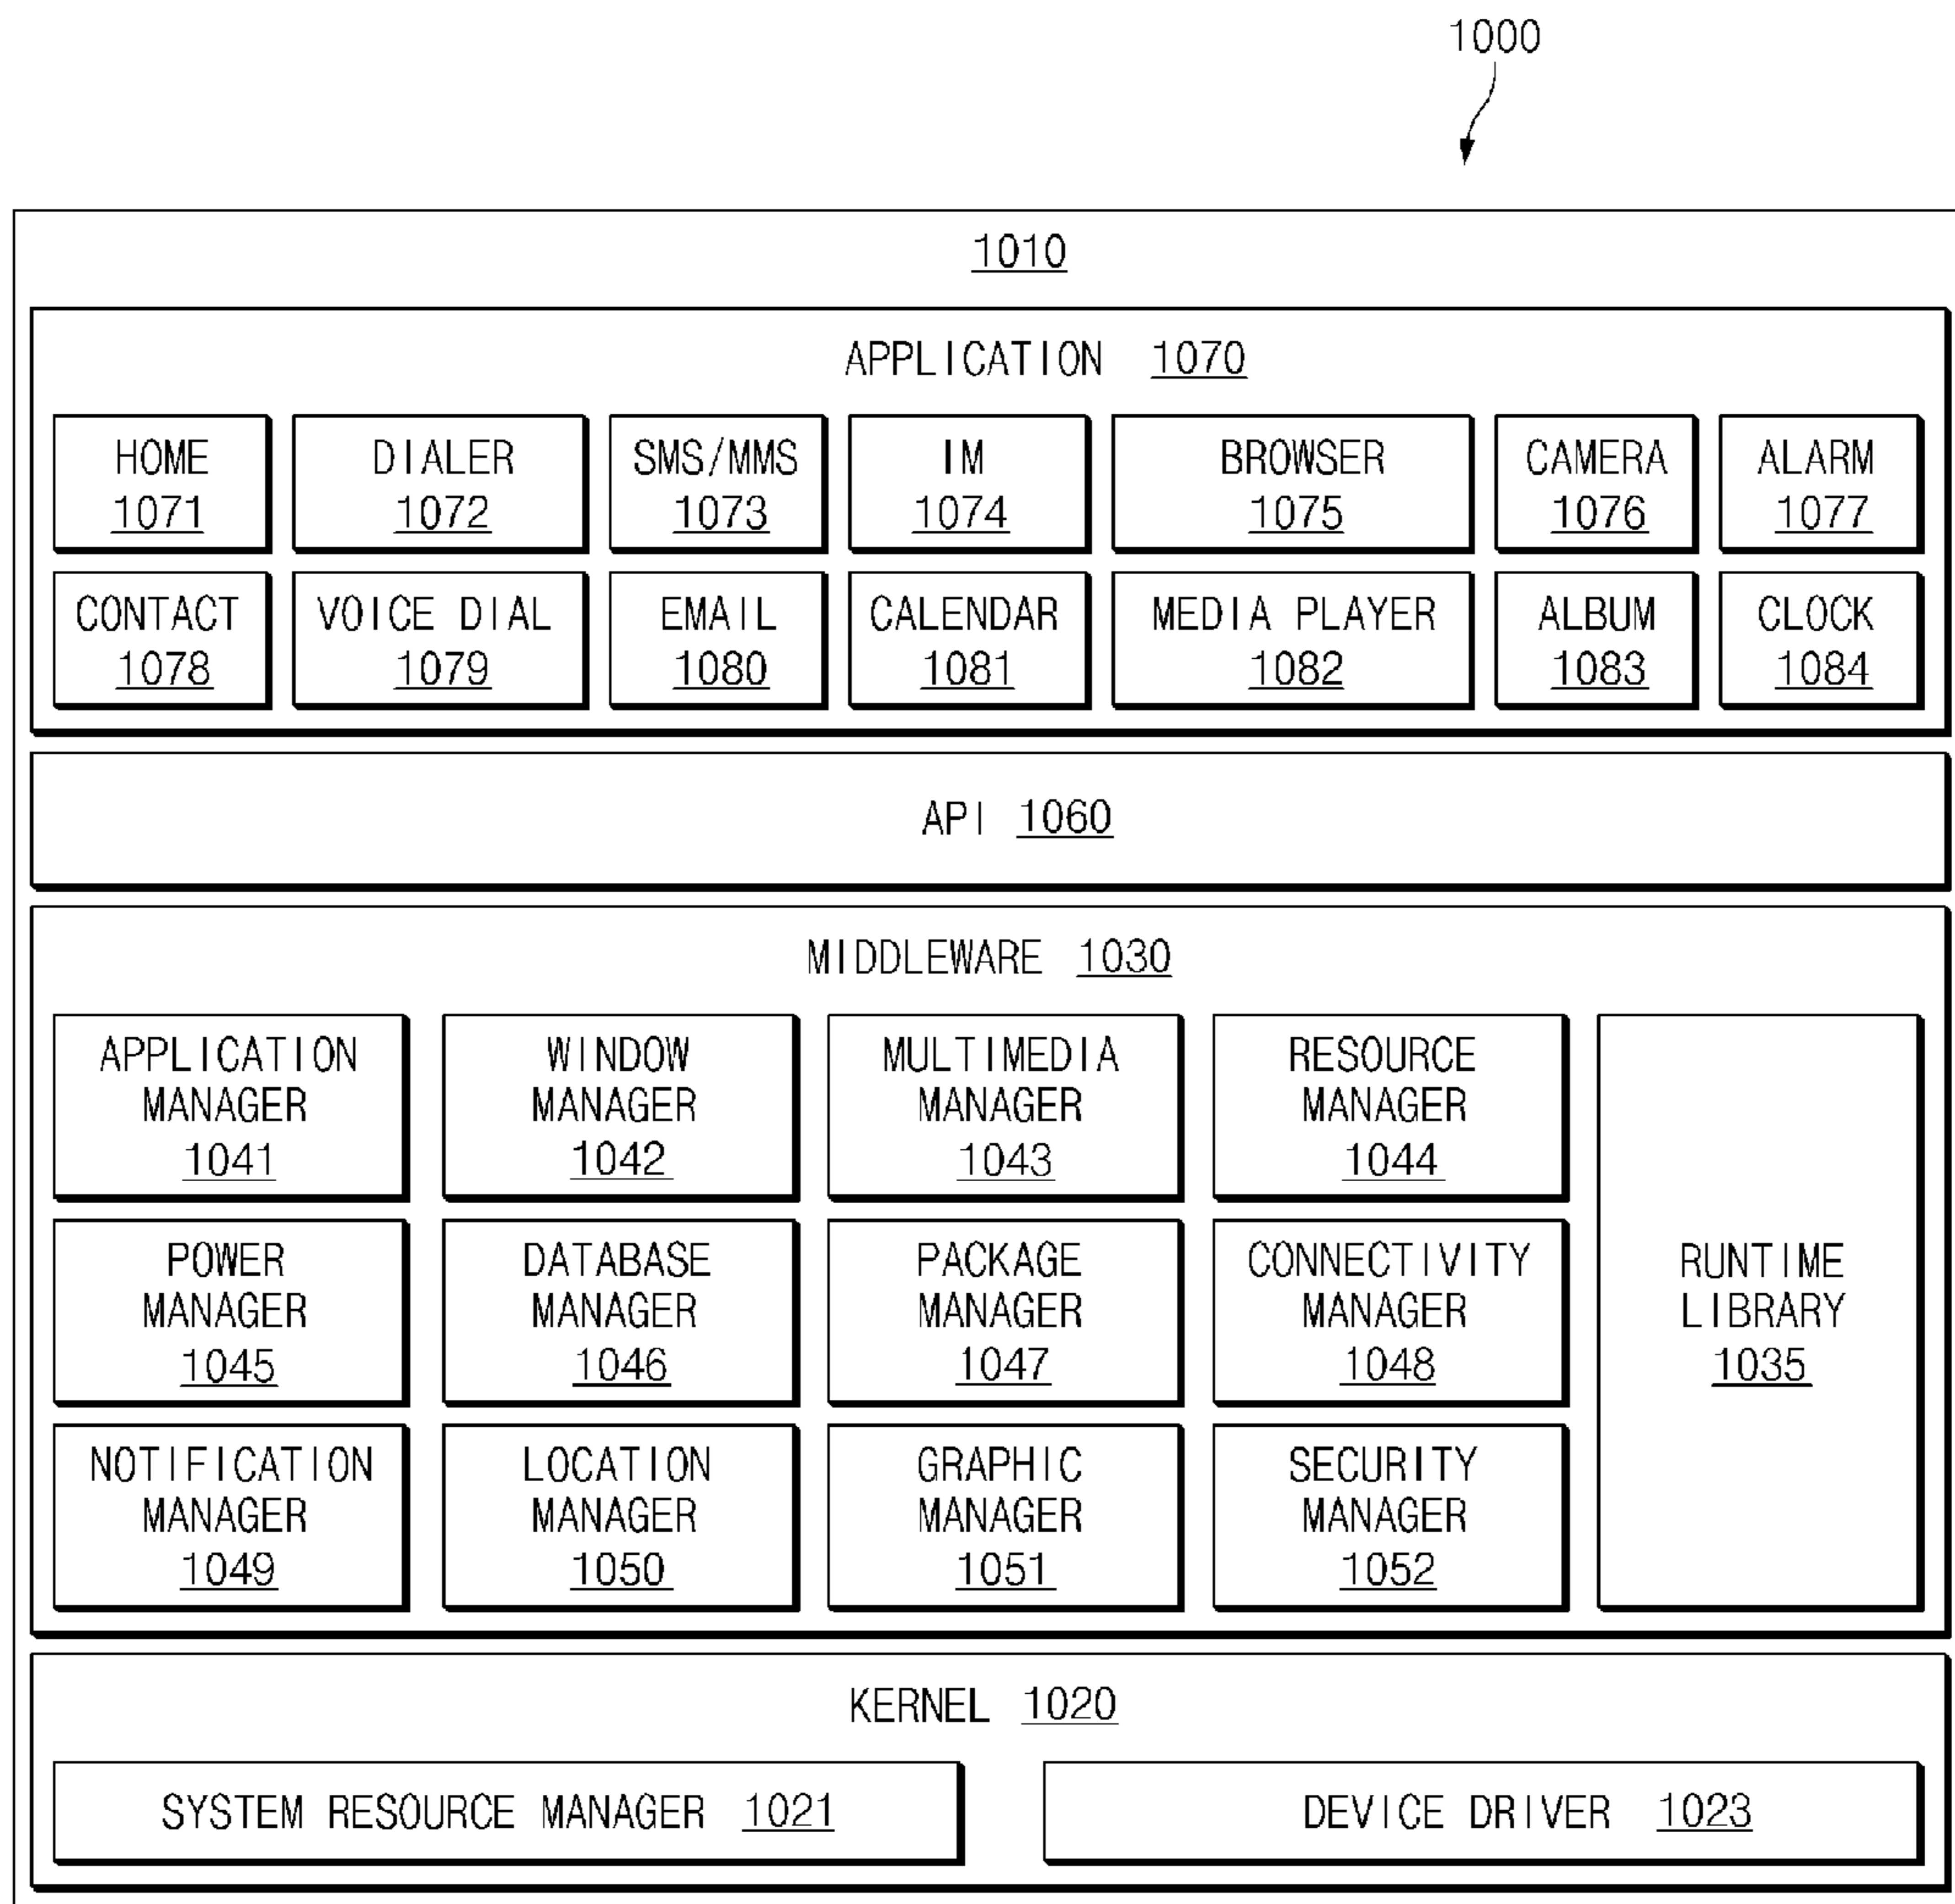 1000
1010
APPLICATION 1070
HOME 1071
DIALER 1072
SMS/MMS 1073
IM 1074
BROWSER 1075
CAMERA 1076
ALARM 1077
CONTACT 1078
VOICE DIAL 1079
EMAIL 1080
CALENDAR 1081
MEDIA PLAYER 1082
ALBUM 1083
CLOCK 1084
API 1060
MIDDLEWARE 1030
APPLICATION
MANAGER
1041
WINDOW
MANAGER
1042
MULTIMEDIA
MANAGER
1043
RESOURCE
MANAGER
1044
POWER
MANAGER
1045
DATABASE
MANAGER
1046
PACKAGE
MANAGER
1047
CONNECTIVITY
MANAGER
1048
RUNTIME
LIBRARY
1035
NOTIFICATION
MANAGER
1049
LOCATION
MANAGER
1050
GRAPHIC
MANAGER
1051
SECURITY
MANAGER
1052
KERNEL 1020
SYSTEM RESOURCE MANAGER 1021
DEVICE DRIVER 1023